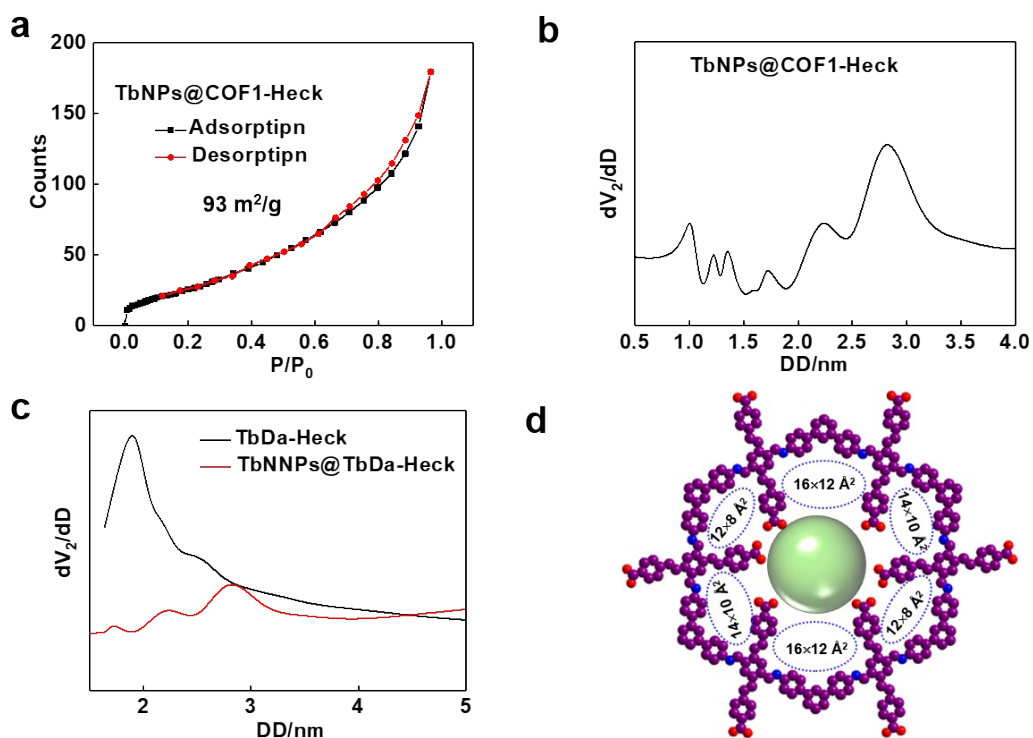 a
200
150
100
50
0
Counts
TbNPs@COF1-Heck
Adsorptipn
Desorptipn
93 m²/g
0.0 0.2 0.4 0.6 0.8 1.0
P/P₀
b
TbNPs@COF1-Heck
dV₂/dD
0.5 1.0 1.5 2.0 2.5 3.0 3.5 4.0
DD/nm
c
TbDa-Heck
TbNNPs@TbDa-Heck
dV₂/dD
2 3 4 5
DD/nm
d
16×12 Å²
12×8 Å²
14×10 Å²
14×10 Å²
12×8 Å²
16×12 Å²